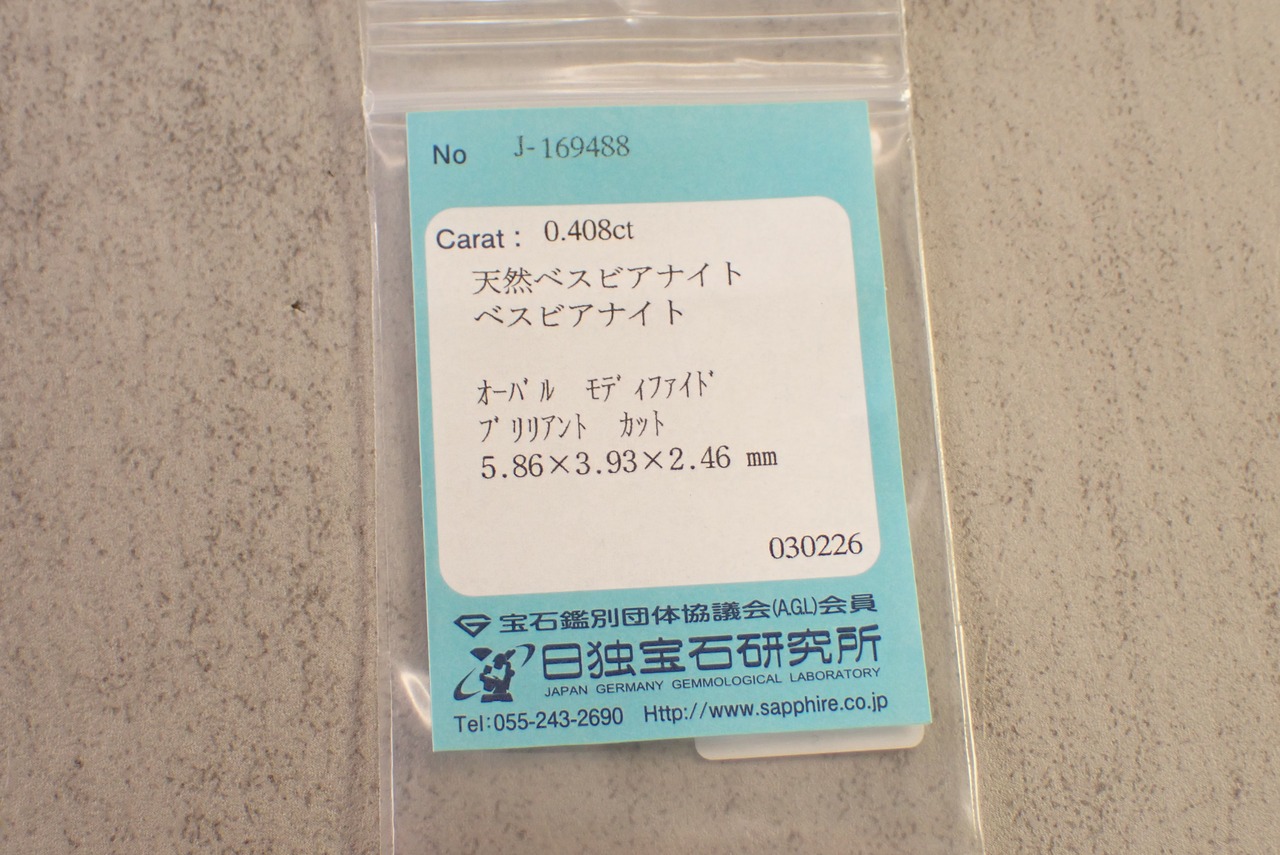 No J-169488
Carat : 0.408ct
天然ベスビアナイト
ベスビアナイト
ｵｰﾊﾞﾙ ﾓﾃﾞｨﾌｧｲﾄﾞ
ﾌﾞﾘﾘｱﾝﾄ ｶｯﾄ
5.86×3.93×2.46 mm
030226
宝石鑑別団体協議会(A.G.L)会員
日独宝石研究所
JAPAN GERMANY GEMMOLOGICAL LABORATORY
Tel:055-243-2690 Http://www.sapphire.co.jp